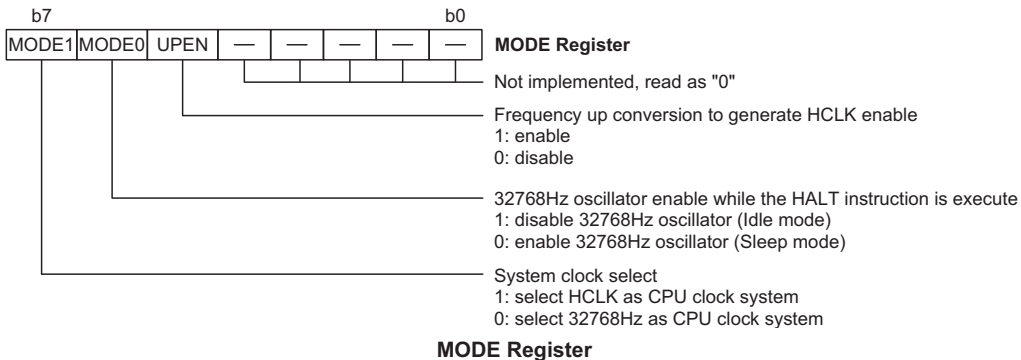 b7 b0
MODE1 MODE0 UPEN — — — — — MODE Register
Not implemented, read as "0"
Frequency up conversion to generate HCLK enable
1: enable
0: disable
32768Hz oscillator enable while the HALT instruction is execute
1: disable 32768Hz oscillator (Idle mode)
0: enable 32768Hz oscillator (Sleep mode)
System clock select
1: select HCLK as CPU clock system
0: select 32768Hz as CPU clock system
MODE Register